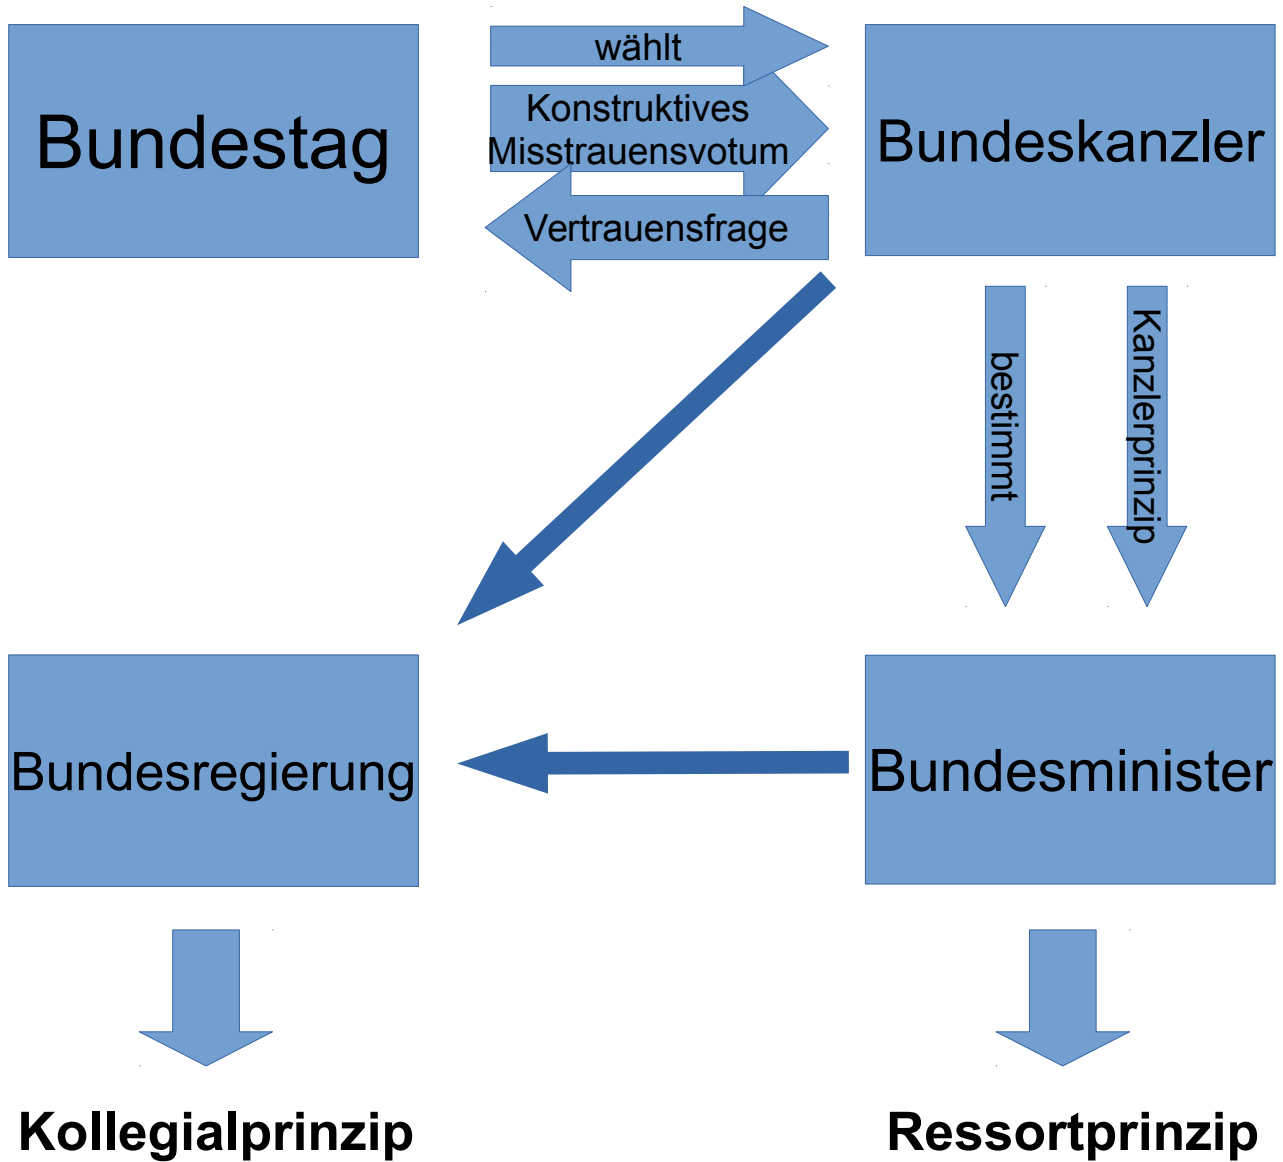 Bundestag
wählt
Konstruktives
Misstrauensvotum
Vertrauensfrage
Bundeskanzler
bestimmt
Kanzlerprinzip
Bundesregierung
Bundesminister
Kollegialprinzip
Ressortprinzip